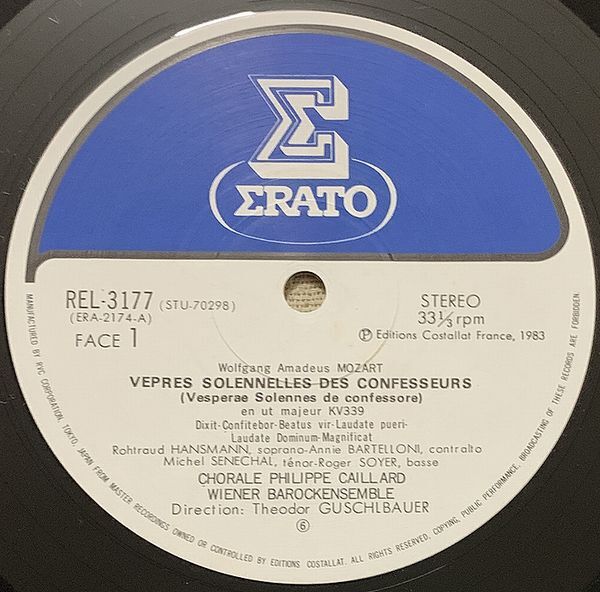 Σ
ΣRATO
REL-3177 (STU-70298)
(ERA-2174-A)
FACE 1
STEREO
33⅓ rpm
Ⓟ Editions Costallat France, 1983
Wolfgang Amadeus MOZART
VEPRES SOLENNELLES DES CONFESSEURS
(Vesperae Solennes de confessore)
en ut majeur KV339
Dixit-Confitebor-Beatus vir-Laudate pueri-
Laudate Dominum-Magnificat
Rohtraud HANSMANN, soprano-Annie BARTELLONI, contralto
Michel SENECHAL, ténor-Roger SOYER, basse
CHORALE PHILIPPE CAILLARD
WIENER BAROCKENSEMBLE
Direction: Theodor GUSCHLBAUER
⑥
MANUFACTURED BY RVC CORPORATION, TOKYO, JAPAN FROM MASTER RECORDINGS OWNED OR CONTROLLED BY EDITIONS COSTALLAT. ALL RIGHTS RESERVED. COPYING, PUBLIC PERFORMANCE, BROADCASTING OF THESE RECORDS ARE FORBIDDEN.